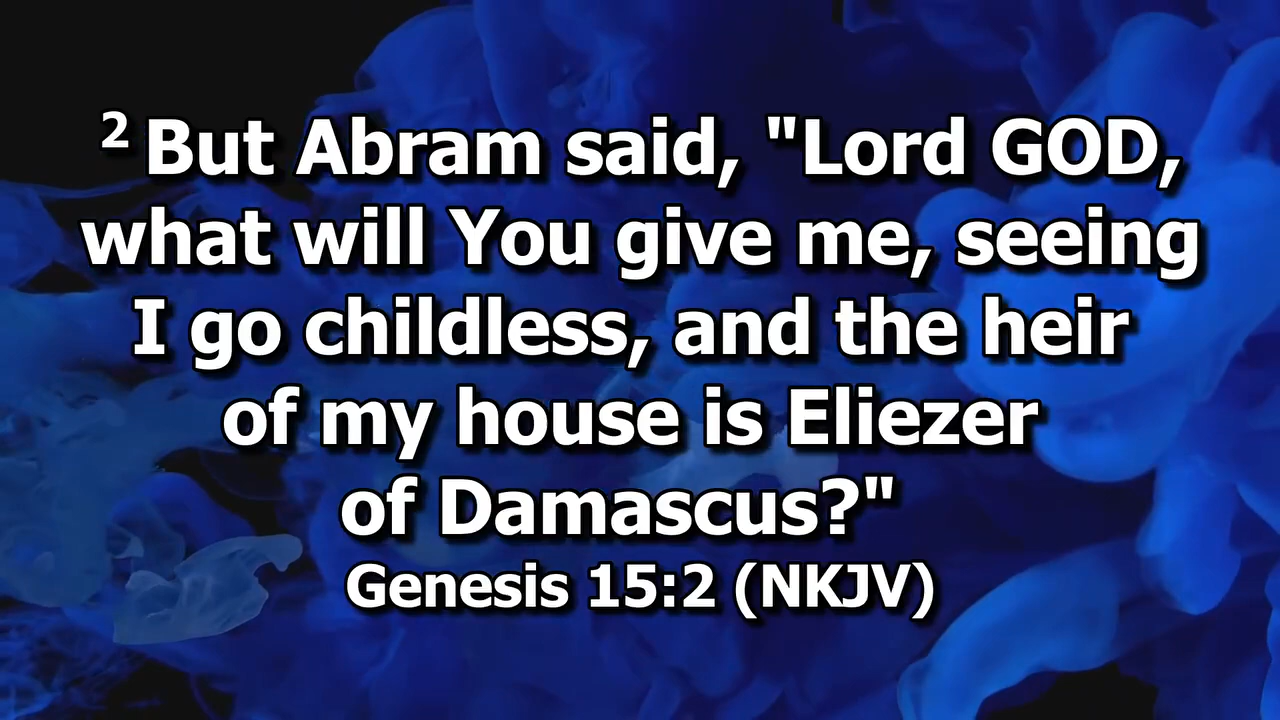 2 But Abram said, "Lord GOD,
what will You give me, seeing
I go childless, and the heir
of my house is Eliezer
of Damascus?"
Genesis 15:2 (NKJV)